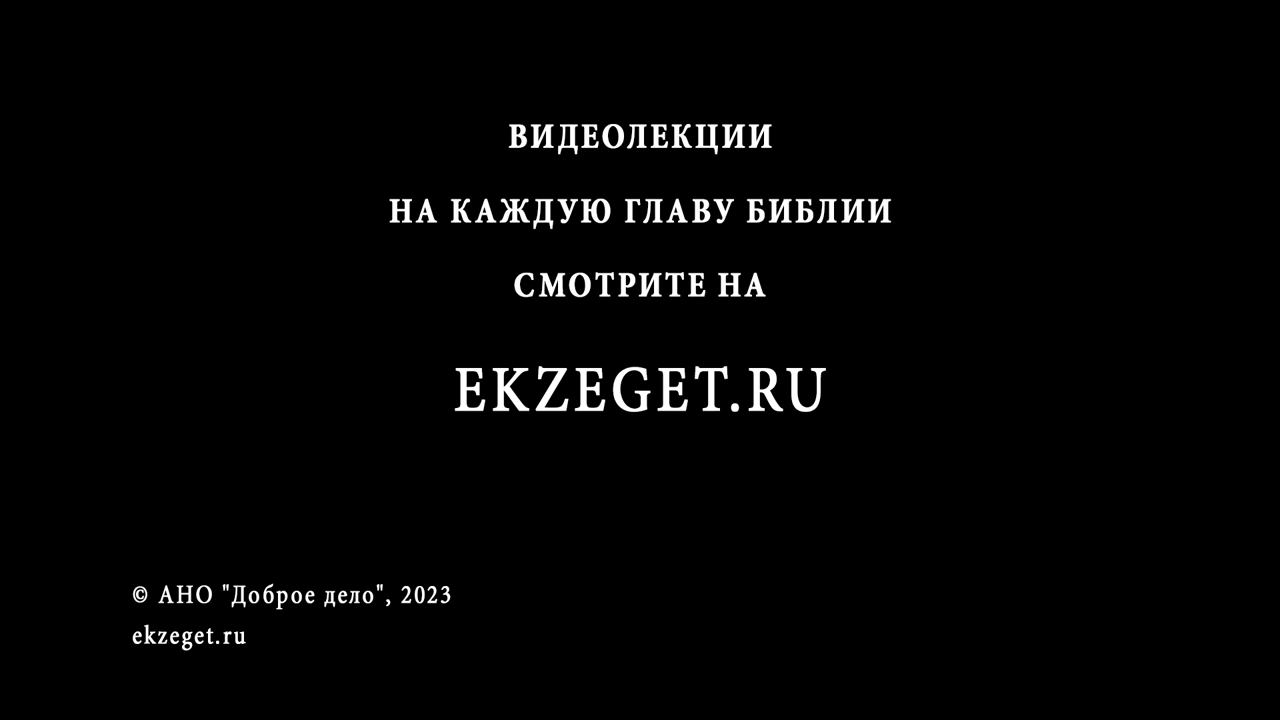 ВИДЕОЛЕКЦИИ
НА КАЖДУЮ ГЛАВУ БИБЛИИ
СМОТРИТЕ НА
EKZEGET.RU
© АНО "Доброе дело", 2023
ekzeget.ru